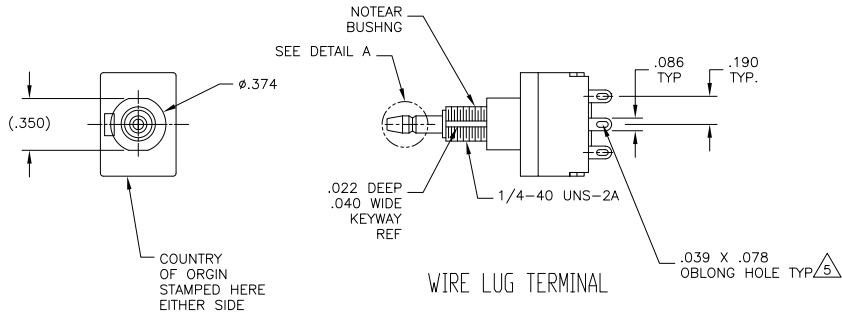 NOTEAR
BUSHNG
SEE DETAIL A
.086
TYP
.190
TYP.
ø.374
(.350)
.022 DEEP
.040 WIDE
KEYWAY
REF
1/4-40 UNS-2A
COUNTRY
OF ORGIN
STAMPED HERE
EITHER SIDE
.039 X .078
OBLONG HOLE TYP 5
WIRE LUG TERMINAL